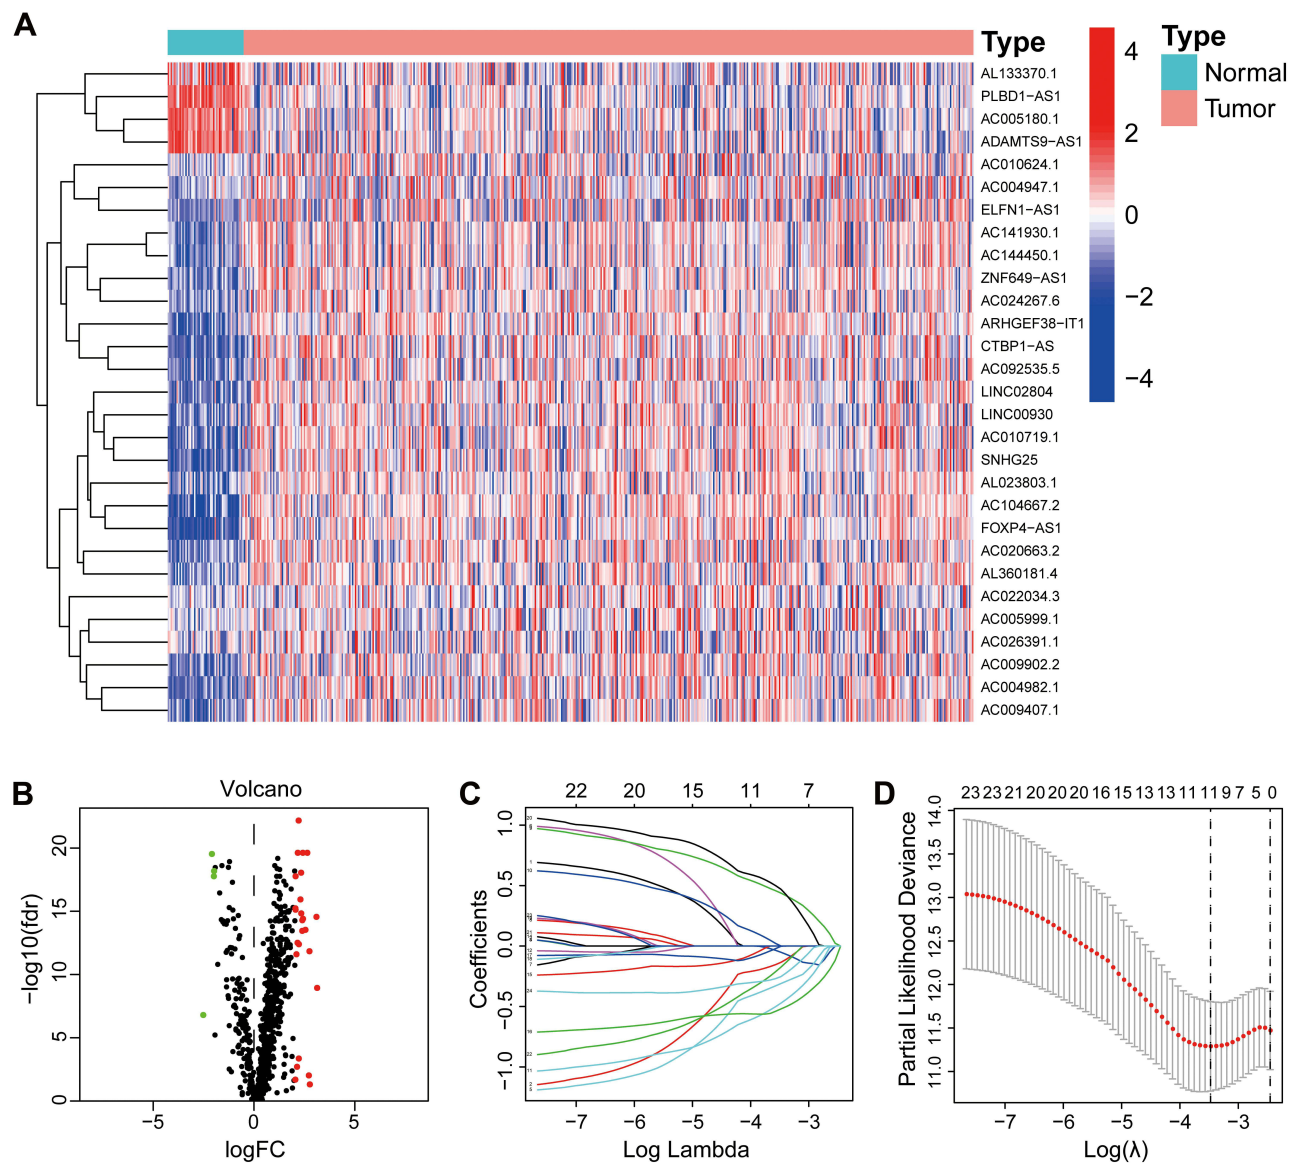 A
Type
4
2
0
−2
−4
Type
Normal
Tumor
AL133370.1
PLBD1−AS1
AC005180.1
ADAMTS9−AS1
AC010624.1
AC004947.1
ELFN1−AS1
AC141930.1
AC144450.1
ZNF649−AS1
AC024267.6
ARHGEF38−IT1
CTBP1−AS
AC092535.5
LINC02804
LINC00930
AC010719.1
SNHG25
AL023803.1
AC104667.2
FOXP4−AS1
AC020663.2
AL360181.4
AC022034.3
AC005999.1
AC026391.1
AC009902.2
AC004982.1
AC009407.1
B
Volcano
−log10(fdr)
20
15
10
5
0
−5 0 5
logFC
C
22 20 15 11 7
Coefficients
1.0
0.5
0.0
−0.5
−1.0
−7 −6 −5 −4 −3
Log Lambda
D
23 23 21 20 20 20 16 15 13 13 11 11 9 7 5 0
Partial Likelihood Deviance
14.0
13.5
13.0
12.5
12.0
11.5
11.0
−7 −6 −5 −4 −3
Log(λ)